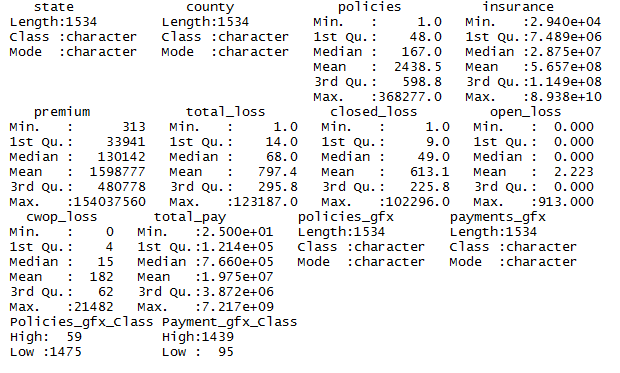 state county policies insurance
Length:1534 Length:1534 Min. : 1.0 Min. :2.940e+04
Class :character Class :character 1st Qu.: 48.0 1st Qu.:7.489e+06
Mode :character Mode :character Median : 167.0 Median :2.875e+07
Mean : 2438.5 Mean :5.657e+08
3rd Qu.: 598.8 3rd Qu.:1.149e+08
Max. :368277.0 Max. :8.938e+10
premium total_loss closed_loss open_loss
Min. : 313 Min. : 1.0 Min. : 1.0 Min. : 0.000
1st Qu.: 33941 1st Qu.: 14.0 1st Qu.: 9.0 1st Qu.: 0.000
Median : 130142 Median : 68.0 Median : 49.0 Median : 0.000
Mean : 1598777 Mean : 797.4 Mean : 613.1 Mean : 2.223
3rd Qu.: 480778 3rd Qu.: 295.8 3rd Qu.: 225.8 3rd Qu.: 0.000
Max. :154037560 Max. :123187.0 Max. :102296.0 Max. :913.000
cwop_loss total_pay policies_gfx payments_gfx
Min. : 0 Min. :2.500e+01 Length:1534 Length:1534
1st Qu.: 4 1st Qu.:1.214e+05 Class :character Class :character
Median : 15 Median :7.660e+05 Mode :character Mode :character
Mean : 182 Mean :1.975e+07
3rd Qu.: 62 3rd Qu.:3.872e+06
Max. :21482 Max. :7.217e+09
Policies_gfx_Class Payment_gfx_Class
High: 59 High:1439
Low :1475 Low : 95